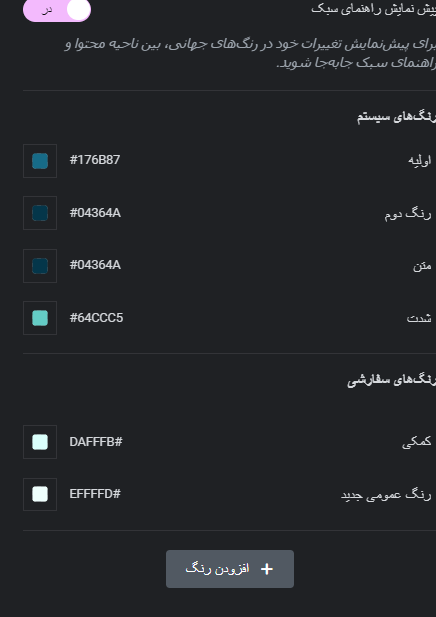 پیش نمایش راهنمای سبک
در
برای پیش‌نمایش تغییرات خود در رنگ‌های جهانی، بین ناحیه محتوا و
راهنمای سبک جابه‌جا شوید.
رنگ‌های سیستم
اولیه #176B87
رنگ دوم #04364A
متن #04364A
شدت #64CCC5
رنگ‌های سفارشی
کمکی DAFFFB#
رنگ عمومی جدید EFFFFD#
+ افزودن رنگ